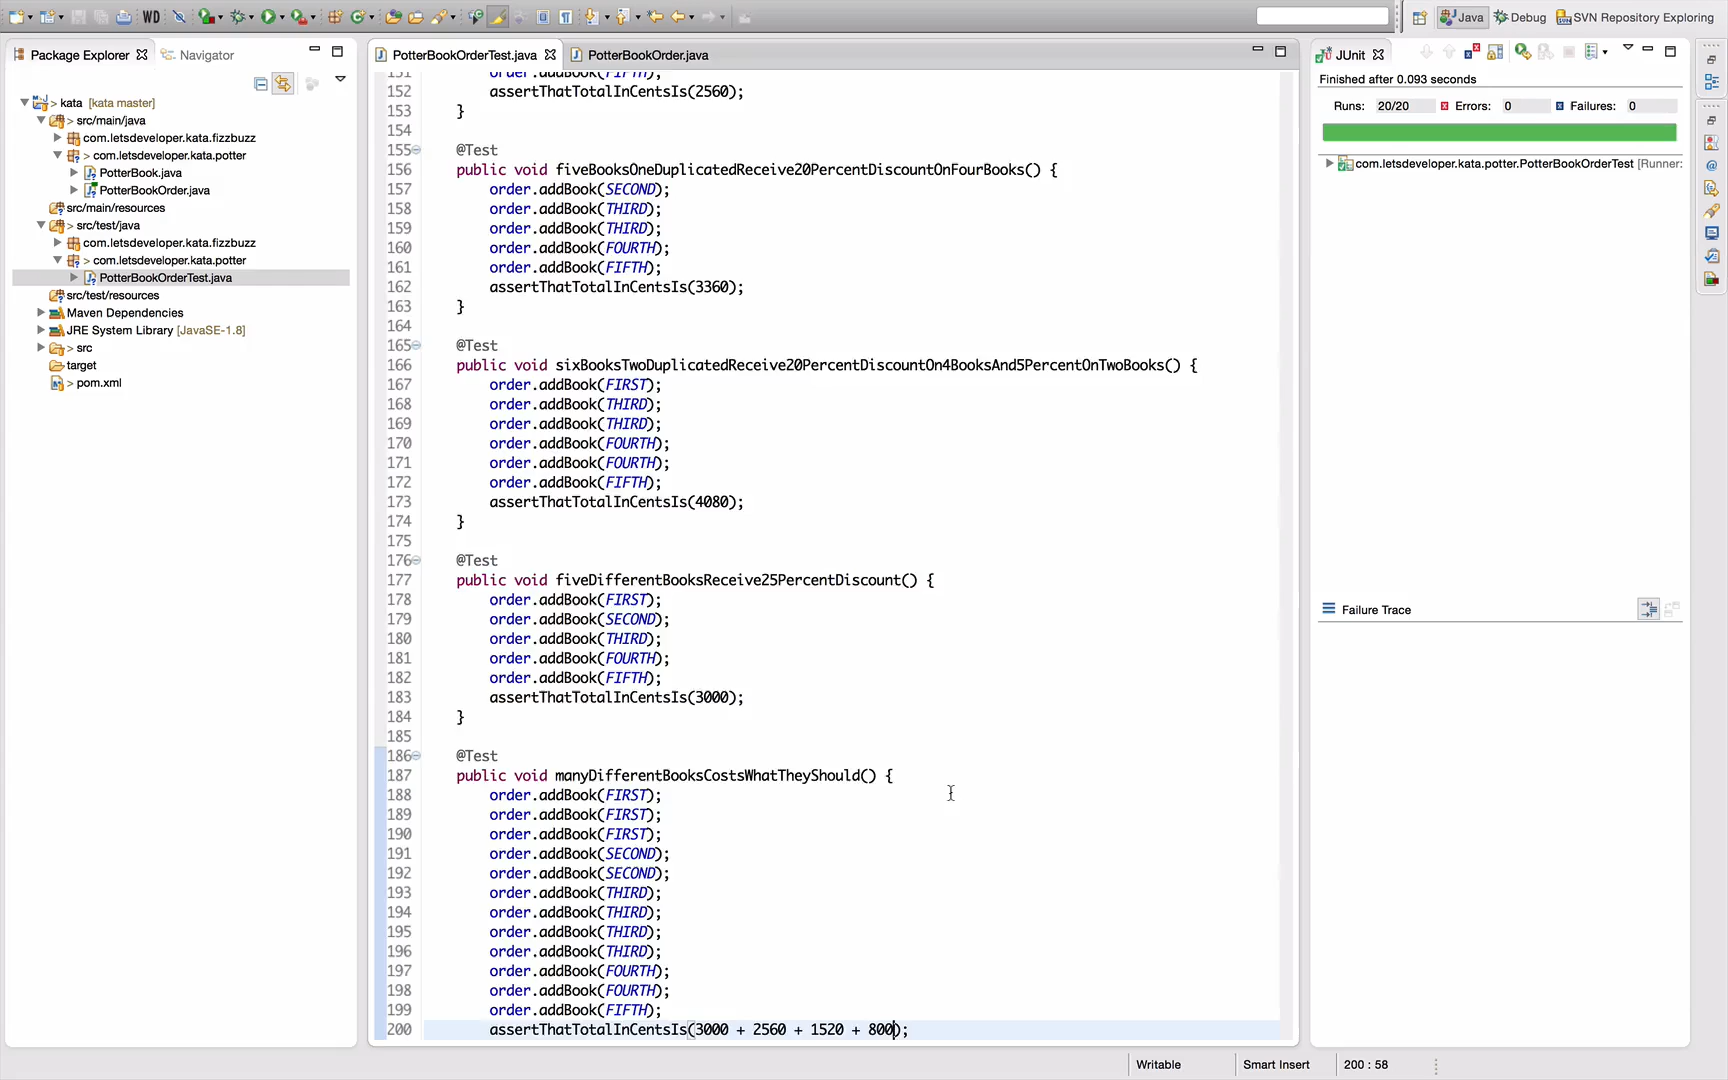 WD
Java
Debug
SVN Repository Exploring
Package Explorer
Navigator
> kata [kata master]
> src/main/java
com.letsdeveloper.kata.fizzbuzz
> com.letsdeveloper.kata.potter
PotterBook.java
PotterBookOrder.java
src/main/resources
> src/test/java
com.letsdeveloper.kata.fizzbuzz
> com.letsdeveloper.kata.potter
PotterBookOrderTest.java
src/test/resources
Maven Dependencies
JRE System Library [JavaSE-1.8]
> src
target
> pom.xml
PotterBookOrderTest.java
PotterBookOrder.java
151 order.addBook(FIFTH);
152 assertThatTotalInCentsIs(2560);
153 }
154
155 @Test
156 public void fiveBooksOneDuplicatedReceive20PercentDiscountOnFourBooks() {
157 order.addBook(SECOND);
158 order.addBook(THIRD);
159 order.addBook(THIRD);
160 order.addBook(FOURTH);
161 order.addBook(FIFTH);
162 assertThatTotalInCentsIs(3360);
163 }
164
165 @Test
166 public void sixBooksTwoDuplicatedReceive20PercentDiscountOn4BooksAnd5PercentOnTwoBooks() {
167 order.addBook(FIRST);
168 order.addBook(THIRD);
169 order.addBook(THIRD);
170 order.addBook(FOURTH);
171 order.addBook(FOURTH);
172 order.addBook(FIFTH);
173 assertThatTotalInCentsIs(4080);
174 }
175
176 @Test
177 public void fiveDifferentBooksReceive25PercentDiscount() {
178 order.addBook(FIRST);
179 order.addBook(SECOND);
180 order.addBook(THIRD);
181 order.addBook(FOURTH);
182 order.addBook(FIFTH);
183 assertThatTotalInCentsIs(3000);
184 }
185
186 @Test
187 public void manyDifferentBooksCostsWhatTheyShould() {
188 order.addBook(FIRST);
189 order.addBook(FIRST);
190 order.addBook(FIRST);
191 order.addBook(SECOND);
192 order.addBook(SECOND);
193 order.addBook(THIRD);
194 order.addBook(THIRD);
195 order.addBook(THIRD);
196 order.addBook(THIRD);
197 order.addBook(FOURTH);
198 order.addBook(FOURTH);
199 order.addBook(FIFTH);
200 assertThatTotalInCentsIs(3000 + 2560 + 1520 + 800);
JUnit
Finished after 0.093 seconds
Runs: 20/20 Errors: 0 Failures: 0
com.letsdeveloper.kata.potter.PotterBookOrderTest [Runner:
Failure Trace
Writable
Smart Insert
200 : 58